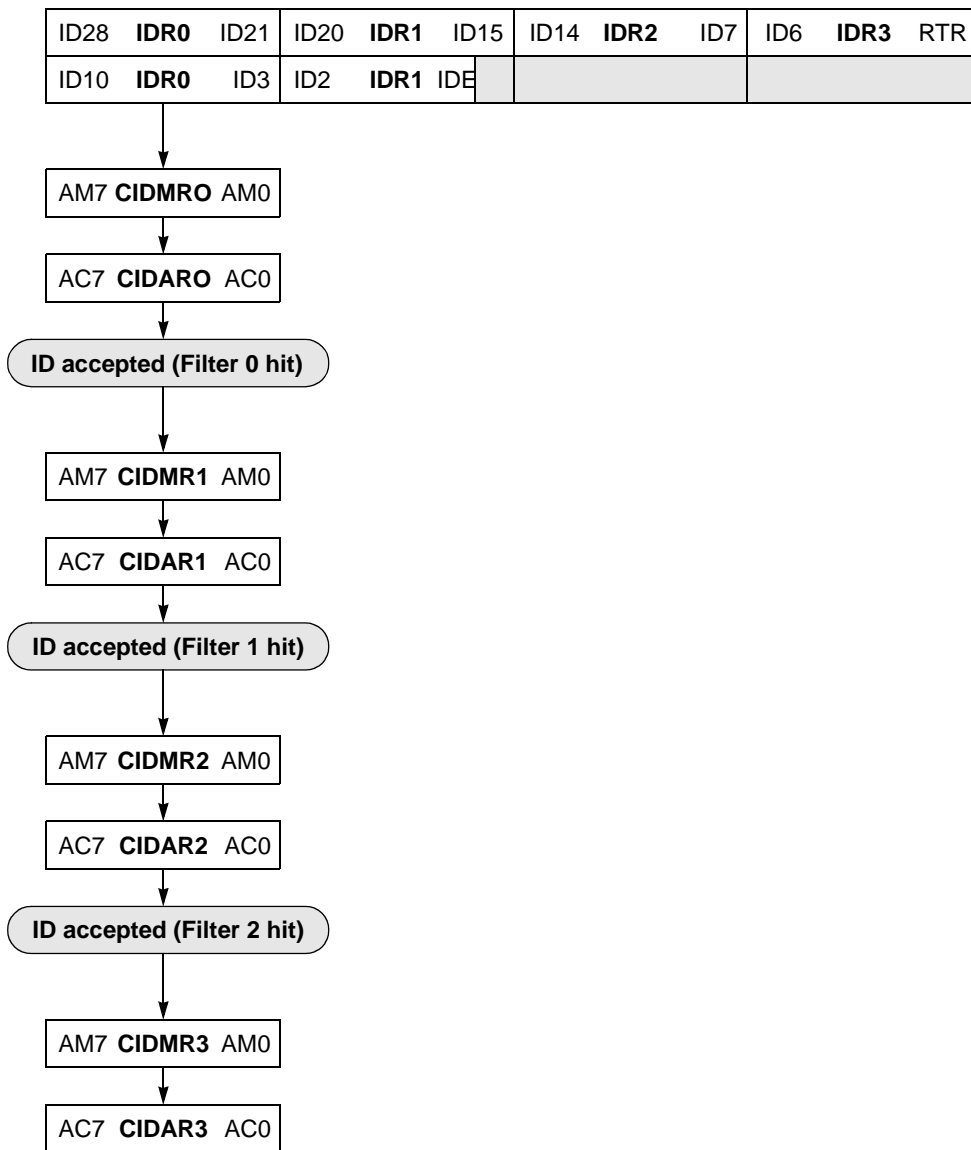 ID28 IDR0 ID21 ID20 IDR1 ID15 ID14 IDR2 ID7 ID6 IDR3 RTR
ID10 IDR0 ID3 ID2 IDR1 IDE
AM7 CIDMRO AM0
AC7 CIDARO AC0
ID accepted (Filter 0 hit)
AM7 CIDMR1 AM0
AC7 CIDAR1 AC0
ID accepted (Filter 1 hit)
AM7 CIDMR2 AM0
AC7 CIDAR2 AC0
ID accepted (Filter 2 hit)
AM7 CIDMR3 AM0
AC7 CIDAR3 AC0